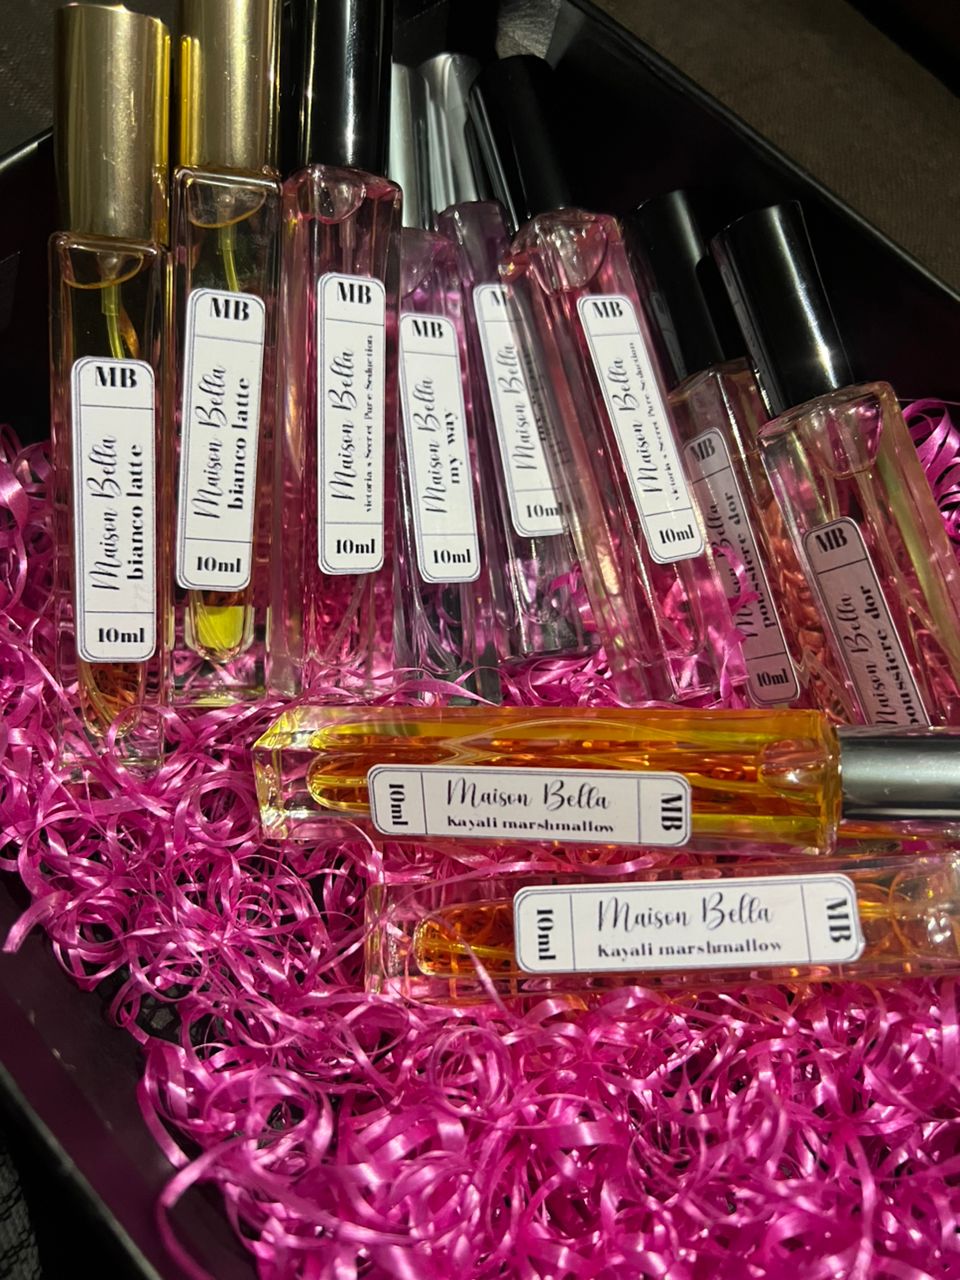 MB
Maison Bella
bianco latte
10ml
MB
Maison Bella
bianco latte
10ml
MB
Maison Bella
victoria s Secret Pure Seduction
10ml
MB
Maison Bella
my way
10ml
MB
Maison Bella
10ml
MB
Maison Bella
victoria s Secret Pure Seduction
10ml
MB
Maison Bella
poussiere dor
10ml
MB
Maison Bella
poussiere dor
10ml
Maison Bella
Kayali marshmallow
MB
10ml
Maison Bella
Kayali marshmallow
MB